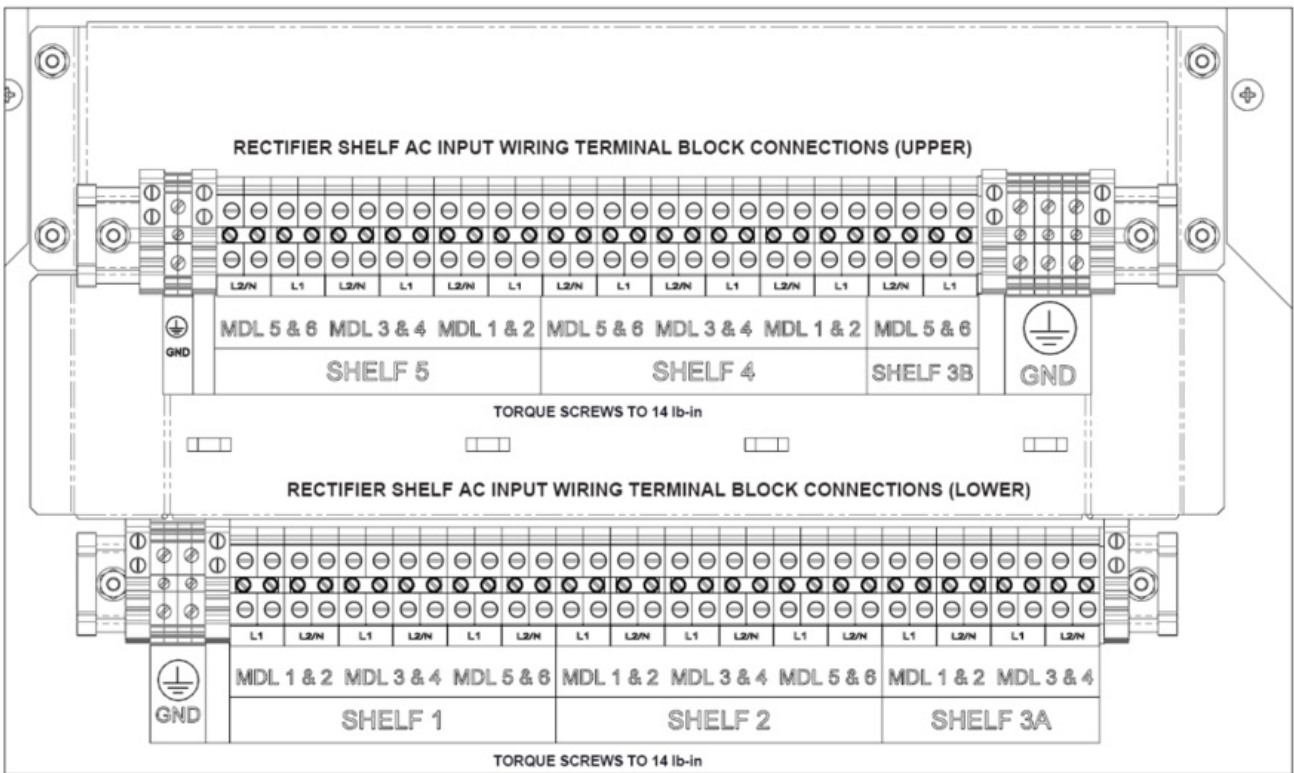 RECTIFIER SHELF AC INPUT WIRING TERMINAL BLOCK CONNECTIONS (UPPER)
L2/N L1 L2/N L1 L2/N L1 L2/N L1 L2/N L1 L2/N L1 L2/N L1
GND MDL 5 & 6 MDL 3 & 4 MDL 1 & 2 MDL 5 & 6 MDL 3 & 4 MDL 1 & 2 MDL 5 & 6
SHELF 5 SHELF 4 SHELF 3B GND
TORQUE SCREWS TO 14 lb-in
RECTIFIER SHELF AC INPUT WIRING TERMINAL BLOCK CONNECTIONS (LOWER)
L1 L2/N L1 L2/N L1 L2/N L1 L2/N L1 L2/N L1 L2/N L1 L2/N L1 L2/N
MDL 1 & 2 MDL 3 & 4 MDL 5 & 6 MDL 1 & 2 MDL 3 & 4 MDL 5 & 6 MDL 1 & 2 MDL 3 & 4
GND SHELF 1 SHELF 2 SHELF 3A
TORQUE SCREWS TO 14 lb-in